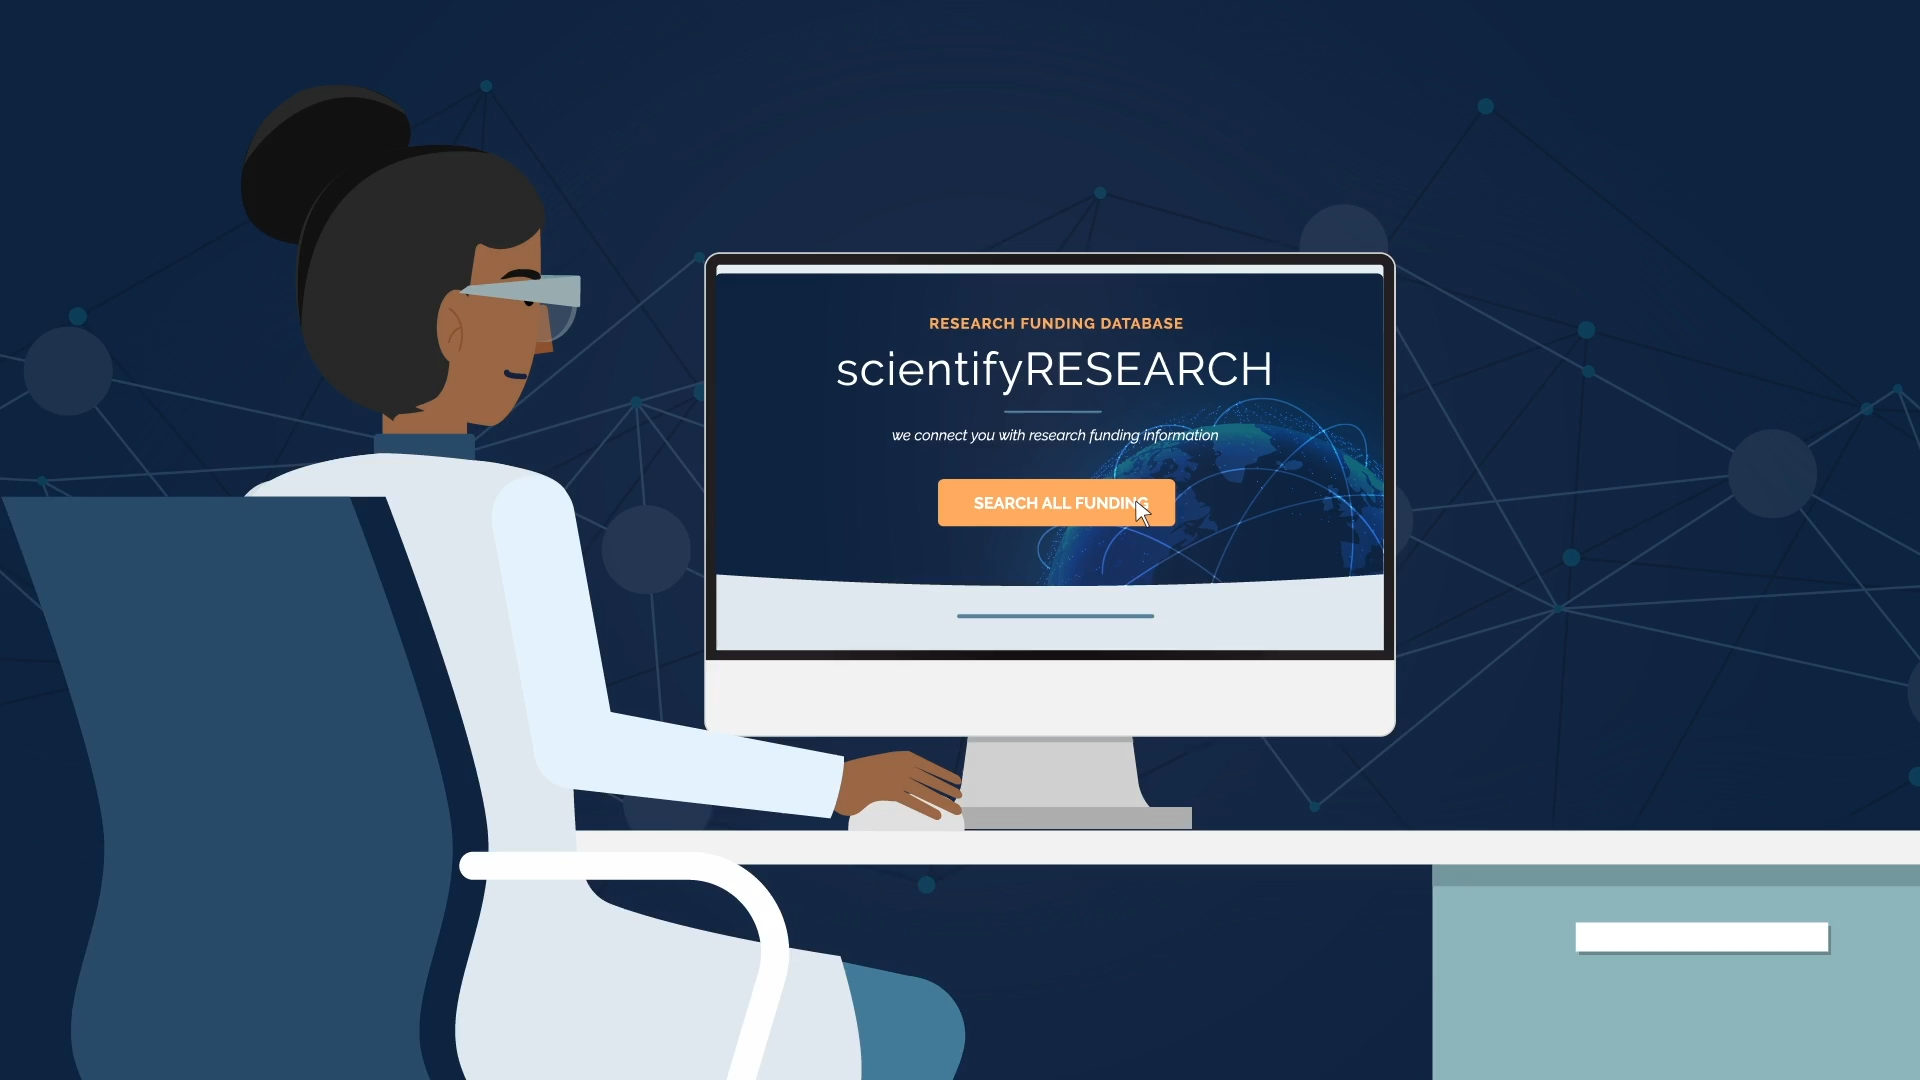 RESEARCH FUNDING DATABASE
scientifyRESEARCH
we connect you with research funding information
SEARCH ALL FUNDING